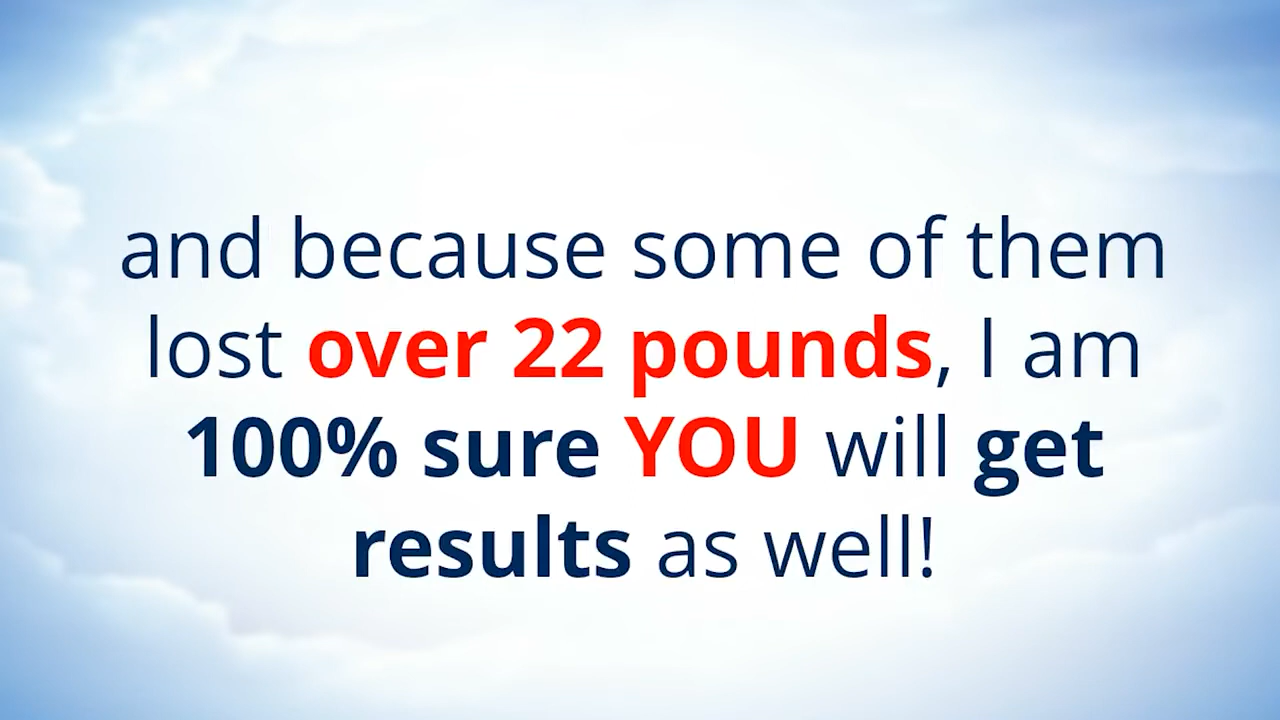 and because some of them
lost over 22 pounds, I am
100% sure YOU will get
results as well!